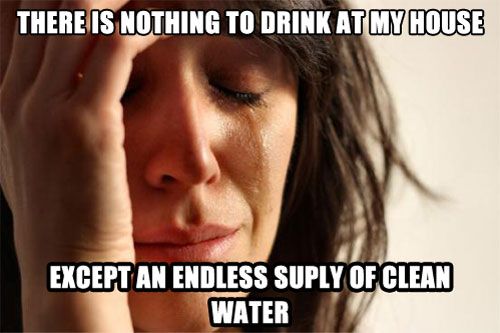 THERE IS NOTHING TO DRINK AT MY HOUSE
EXCEPT AN ENDLESS SUPLY OF CLEAN
WATER